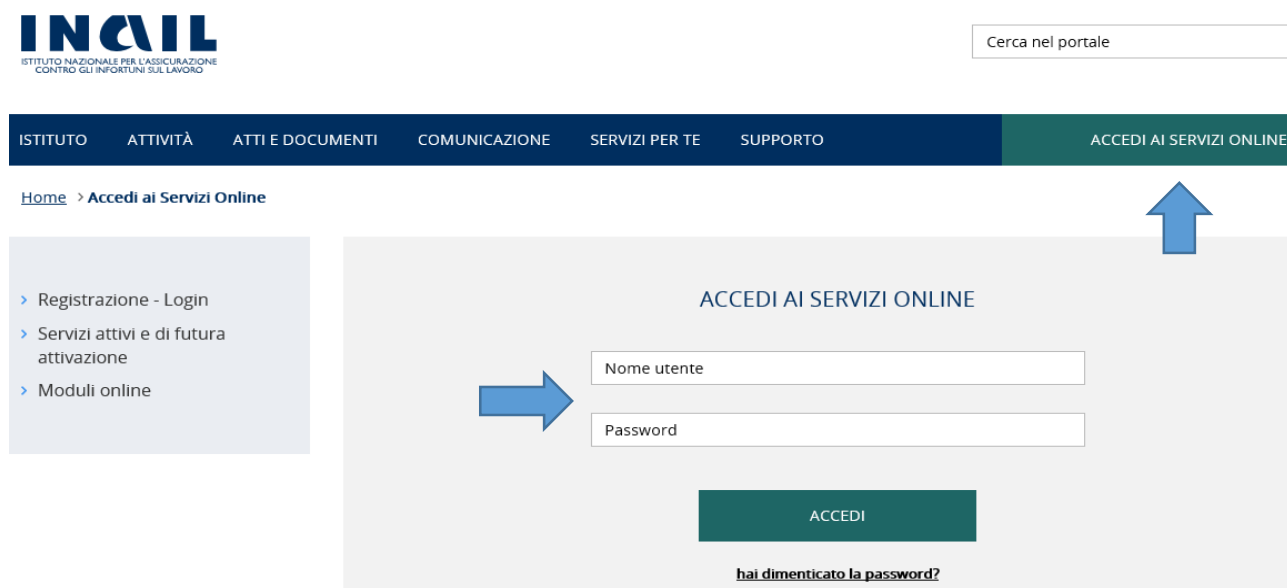 INAIL
ISTITUTO NAZIONALE PER L'ASSICURAZIONE
CONTRO GLI INFORTUNI SUL LAVORO
Cerca nel portale
ISTITUTO ATTIVITÀ ATTI E DOCUMENTI COMUNICAZIONE SERVIZI PER TE SUPPORTO ACCEDI AI SERVIZI ONLINE
Home > Accedi ai Servizi Online
> Registrazione - Login
> Servizi attivi e di futura
attivazione
> Moduli online
ACCEDI AI SERVIZI ONLINE
Nome utente
Password
ACCEDI
hai dimenticato la password?